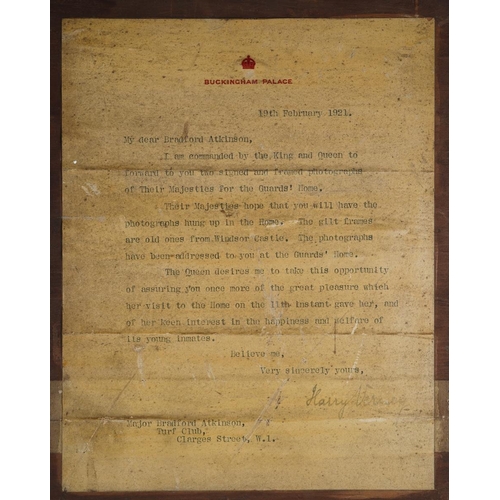 BUCKINGHAM PALACE
19th February 1921.
My dear Bradford Atkinson,
I am commanded by the King and Queen to
forward to you two signed and framed photographs
of Their Majesties for the Guards' Home.
Their Majesties hope that you will have the
photographs hung up in the Home. The gilt frames
are old ones from Windsor Castle. The photographs
have been addressed to you at the Guards' Home.
The Queen desires me to take this opportunity
of assuring you once more of the great pleasure which
her visit to the Home on the 11th instant gave her, and
of her keen interest in the happiness and welfare of
its young inmates.
Believe me,
Very sincerely yours,
Harry
Major Bradford Atkinson,
Turf Club,
Clarges Street, W.1.